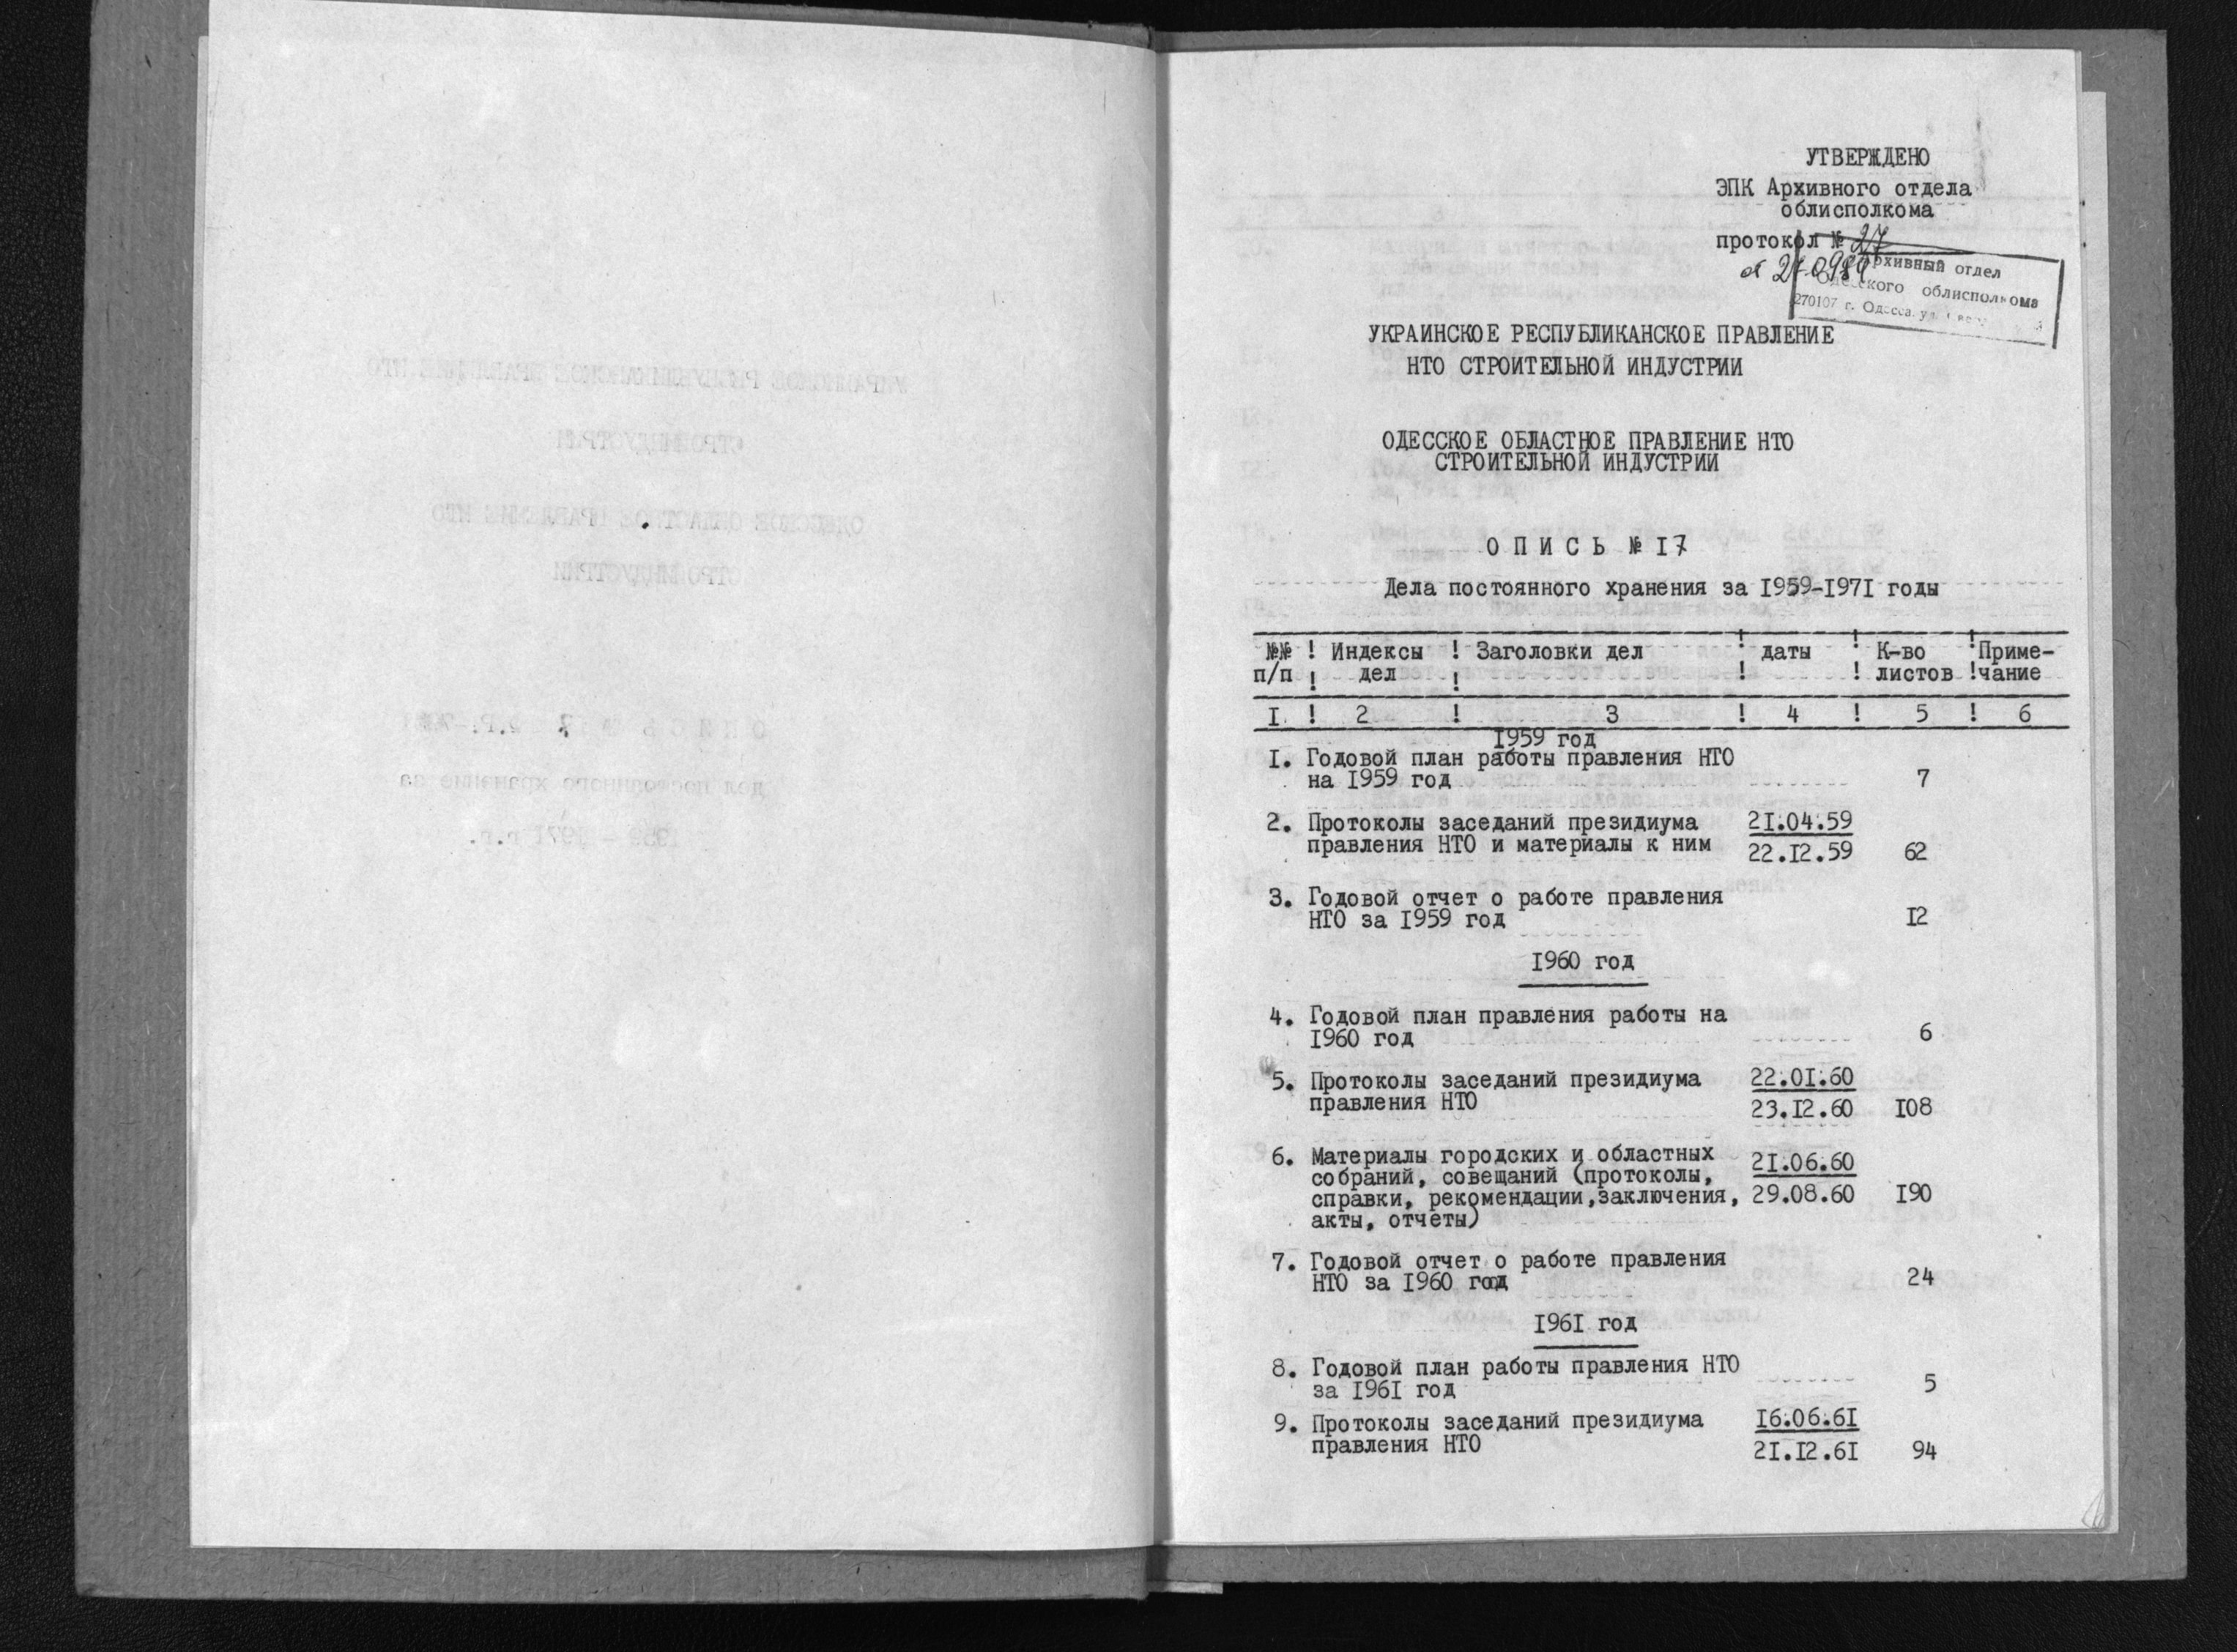 УТВЕРЖДЕНО
ЭПК Архивного отдела
облисполкома
протокол № 27
Архивный отдел
Одесского облисполкома
270107 г. Одесса,
УКРАИНСКОЕ РЕСПУБЛИКАНСКОЕ ПРАВЛЕНИЕ
НТО СТРОИТЕЛЬНОЙ ИНДУСТРИИ
ОДЕССКОЕ ОБЛАСТНОЕ ПРАВЛЕНИЕ НТО
СТРОИТЕЛЬНОЙ ИНДУСТРИИ
О П И С Ь № I7
Дела постоянного хранения за I959-I97I годы
№№ ! Индексы ! Заголовки дел ! даты ! К-во ! Приме-
п/п ! дел ! ! ! листов ! чание
I ! 2 ! 3 ! 4 ! 5 ! 6
I959 год
I. Годовой план работы правления НТО
на I959 год 7
2. Протоколы заседаний президиума 2I.04.59
правления НТО и материалы к ним 22.I2.59 62
3. Годовой отчет о работе правления
НТО за I959 год I2
I960 год
4. Годовой план правления работы на
I960 год 6
5. Протоколы заседаний президиума 22.0I.60
правления НТО 23.I2.60 I08
6. Материалы городских и областных 2I.06.60
собраний, совещаний (протоколы,
справки, рекомендации,заключения, 29.08.60 I90
акты, отчеты)
7. Годовой отчет о работе правления
НТО за I960 год 24
I96I год
8. Годовой план работы правления НТО
за I96I год 5
9. Протоколы заседаний президиума I6.06.6I
правления НТО 2I.I2.6I 94